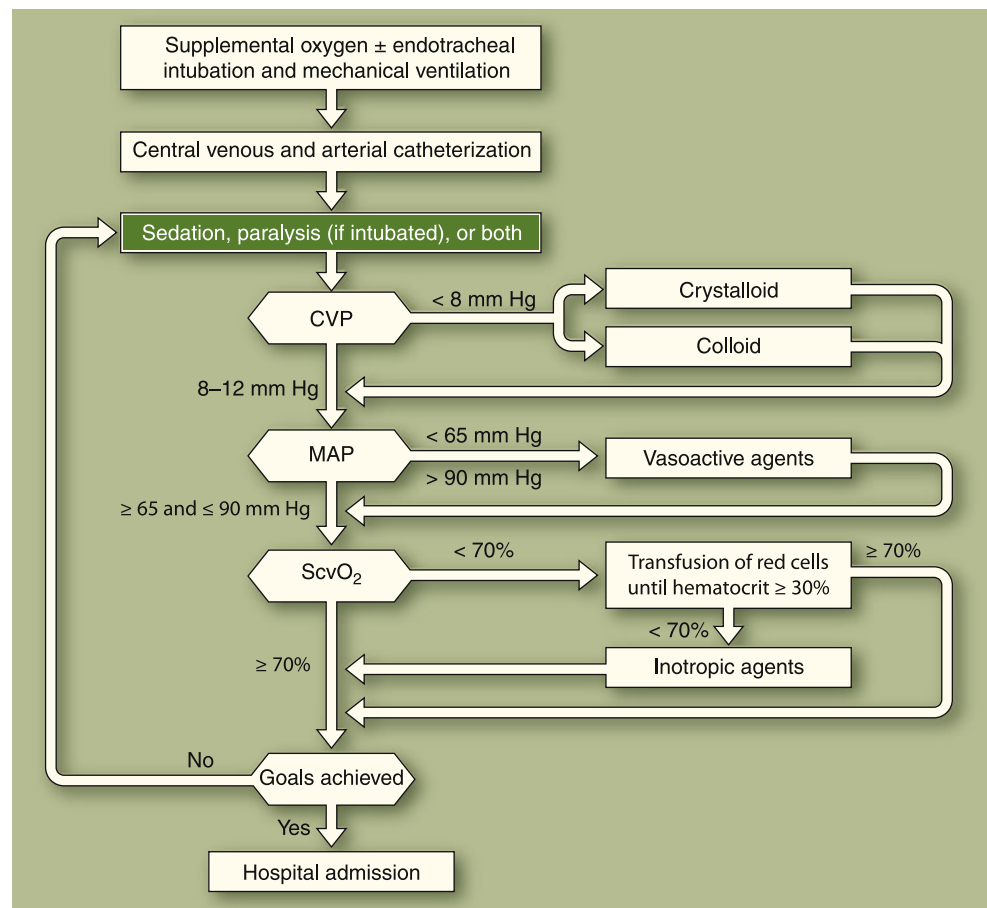 Supplemental oxygen ± endotracheal
intubation and mechanical ventilation
Central venous and arterial catheterization
Sedation, paralysis (if intubated), or both
CVP
< 8 mm Hg
Crystalloid
Colloid
8–12 mm Hg
MAP
< 65 mm Hg
> 90 mm Hg
Vasoactive agents
≥ 65 and ≤ 90 mm Hg
ScvO₂
< 70%
Transfusion of red cells
until hematocrit ≥ 30%
≥ 70%
< 70%
Inotropic agents
≥ 70%
Goals achieved
No
Yes
Hospital admission